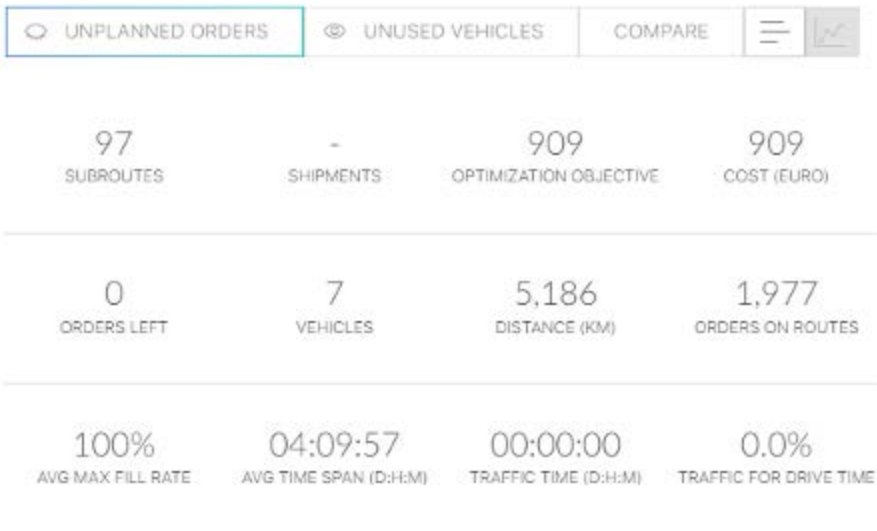 UNPLANNED ORDERS UNUSED VEHICLES COMPARE
97 - 909 909
SUBROUTES SHIPMENTS OPTIMIZATION OBJECTIVE COST (EURO)
0 7 5,186 1,977
ORDERS LEFT VEHICLES DISTANCE (KM) ORDERS ON ROUTES
100% 04:09:57 00:00:00 0.0%
AVG MAX FILL RATE AVG TIME SPAN (D:H:M) TRAFFIC TIME (D:H:M) TRAFFIC FOR DRIVE TIME